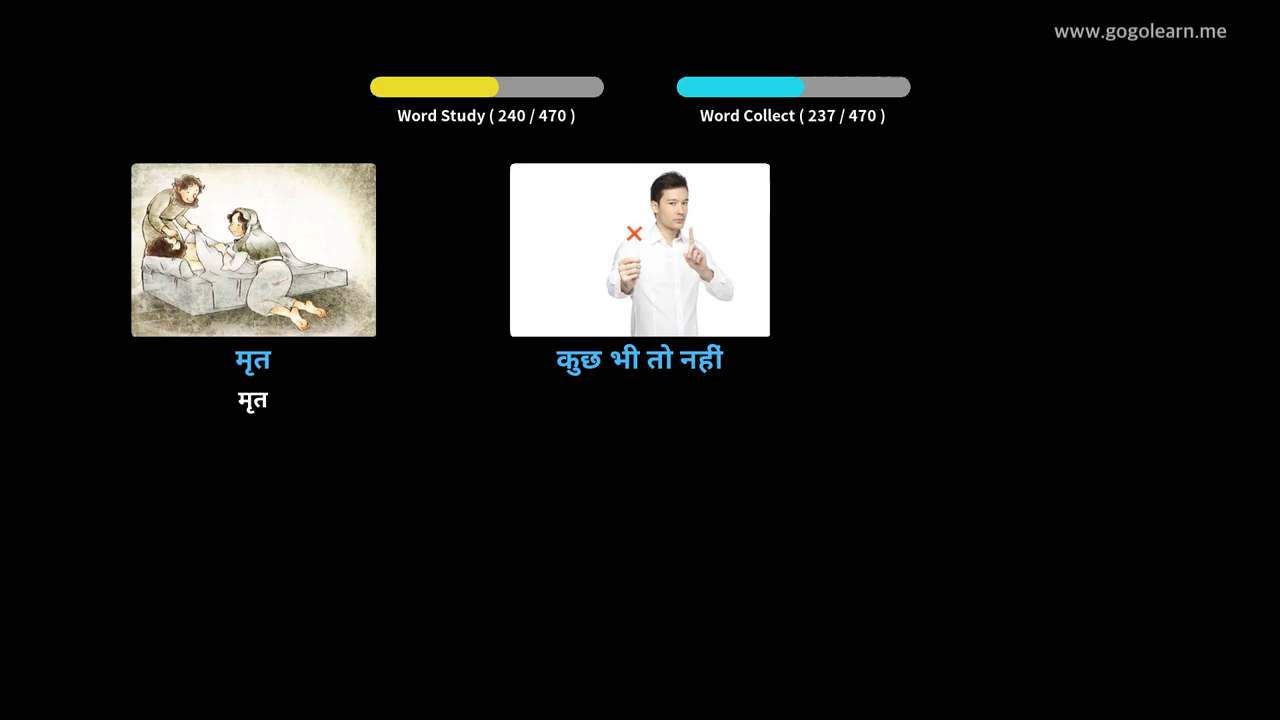 www.gogolearn.me
Word Study ( 240 / 470 )
Word Collect ( 237 / 470 )
मृत
कुछ भी तो नहीं
मृत